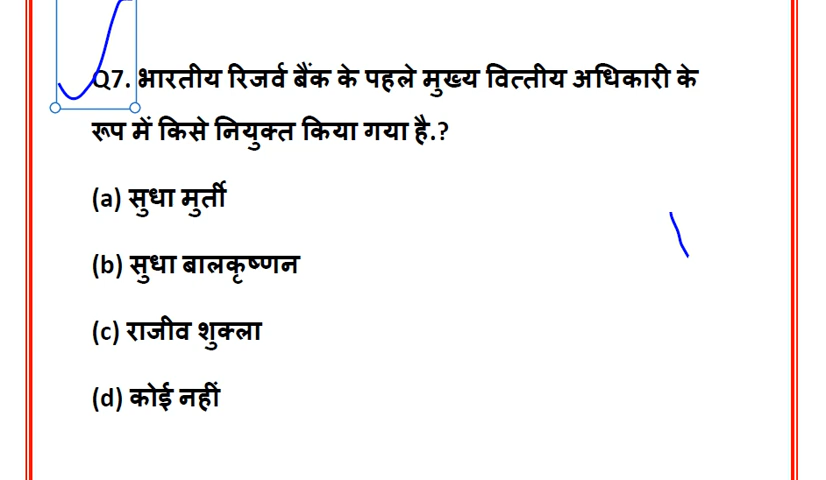 Q7. भारतीय रिजर्व बैंक के पहले मुख्य वित्तीय अधिकारी के
रूप में किसे नियुक्त किया गया है.?
(a) सुधा मुर्ती
(b) सुधा बालकृष्णन
(c) राजीव शुक्ला
(d) कोई नहीं